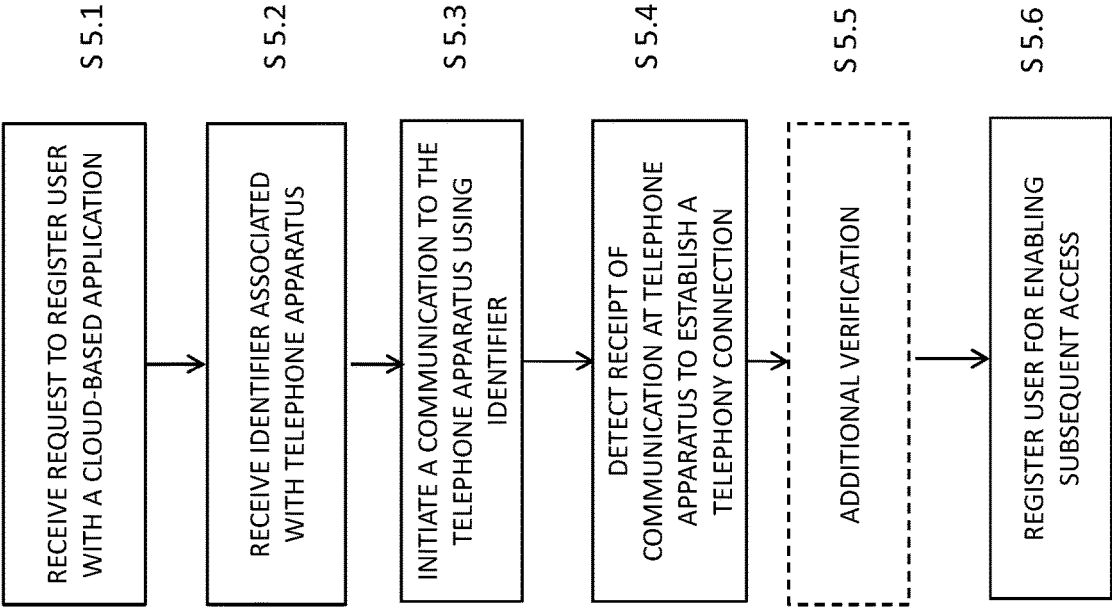 S 5.1
RECEIVE REQUEST TO REGISTER USER
WITH A CLOUD-BASED APPLICATION
S 5.2
RECEIVE IDENTIFIER ASSOCIATED
WITH TELEPHONE APPARATUS
S 5.3
INITIATE A COMMUNICATION TO THE
TELEPHONE APPARATUS USING
IDENTIFIER
S 5.4
DETECT RECEIPT OF
COMMUNICATION AT TELEPHONE
APPARATUS TO ESTABLISH A
TELEPHONY CONNECTION
S 5.5
ADDITIONAL VERIFICATION
S 5.6
REGISTER USER FOR ENABLING
SUBSEQUENT ACCESS